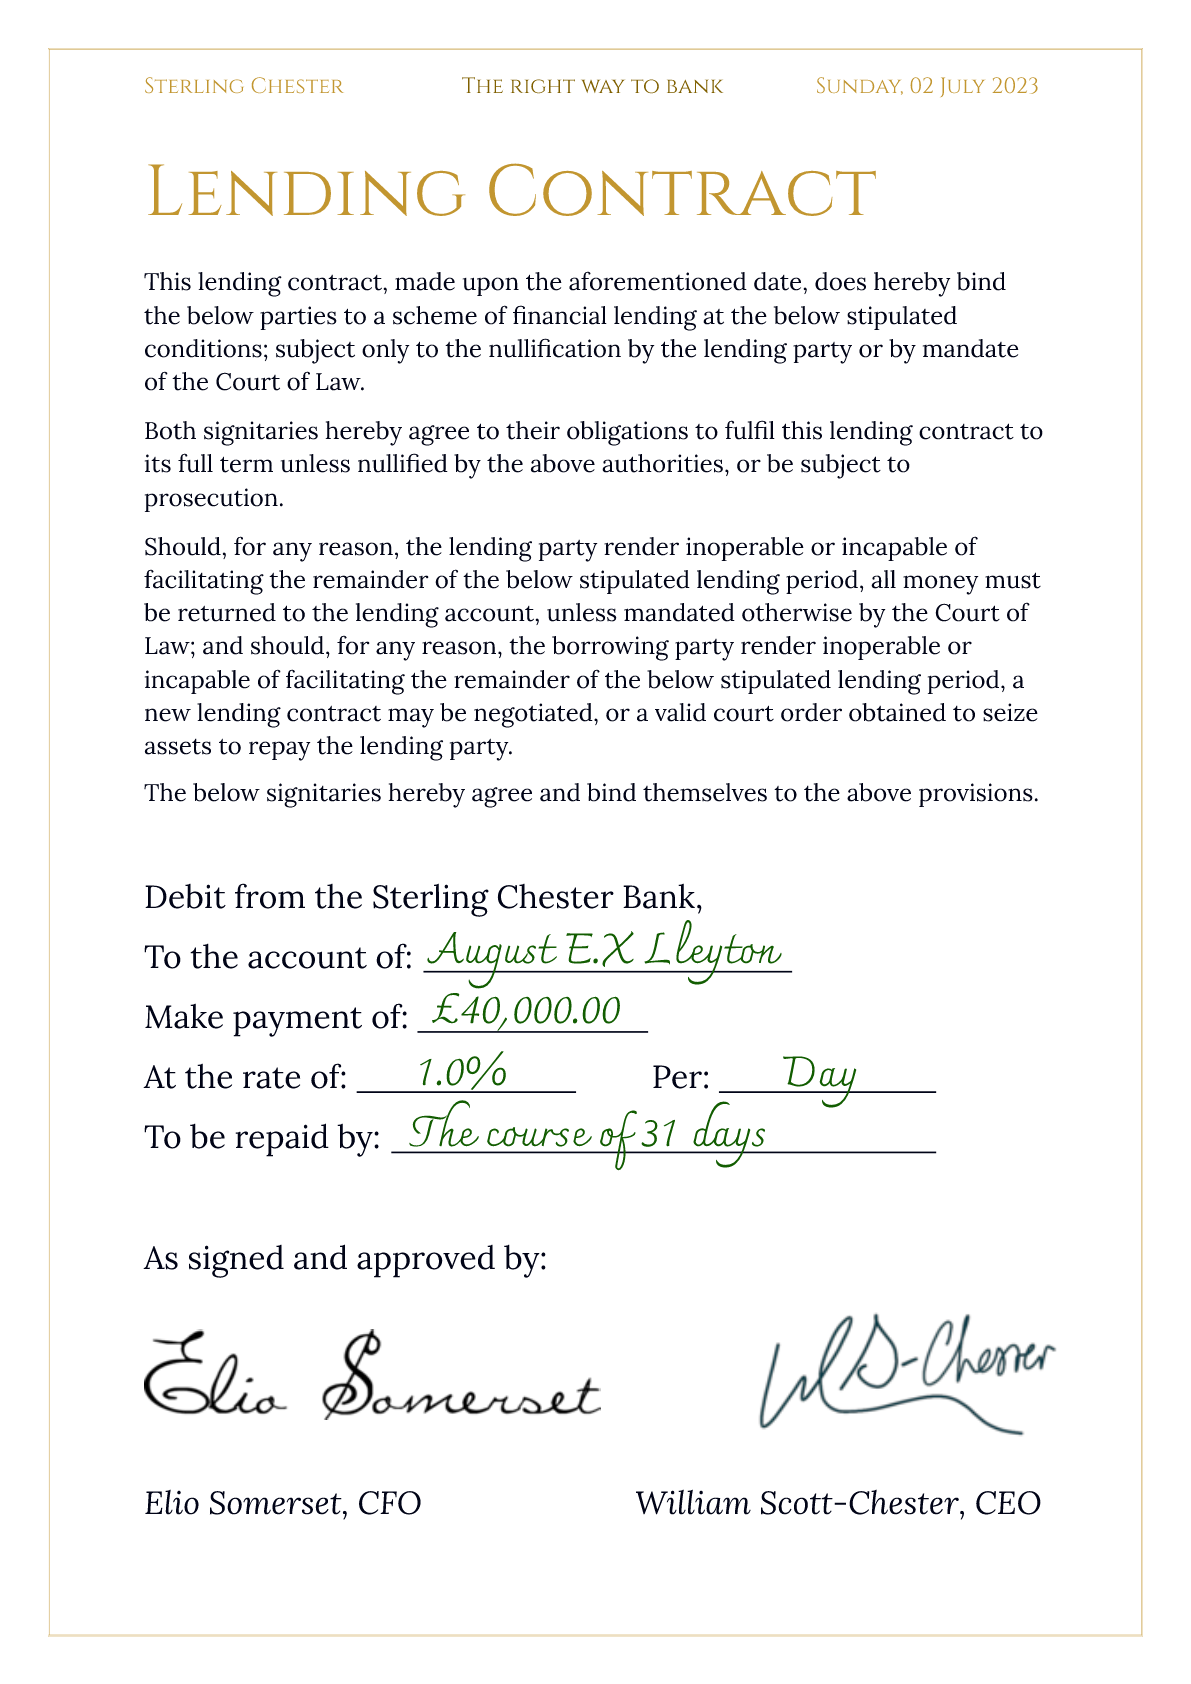 Sterling Chester The right way to bank Sunday, 02 July 2023
Lending Contract
This lending contract, made upon the aforementioned date, does hereby bind
the below parties to a scheme of financial lending at the below stipulated
conditions; subject only to the nullification by the lending party or by mandate
of the Court of Law.
Both signitaries hereby agree to their obligations to fulfil this lending contract to
its full term unless nullified by the above authorities, or be subject to
prosecution.
Should, for any reason, the lending party render inoperable or incapable of
facilitating the remainder of the below stipulated lending period, all money must
be returned to the lending account, unless mandated otherwise by the Court of
Law; and should, for any reason, the borrowing party render inoperable or
incapable of facilitating the remainder of the below stipulated lending period, a
new lending contract may be negotiated, or a valid court order obtained to seize
assets to repay the lending party.
The below signitaries hereby agree and bind themselves to the above provisions.
Debit from the Sterling Chester Bank,
To the account of: August E.X Lleyton
Make payment of: £40,000.00
At the rate of: 1.0% Per: Day
To be repaid by: The course of 31 days
As signed and approved by:
Elio Somerset W S-Chester
Elio Somerset, CFO William Scott-Chester, CEO